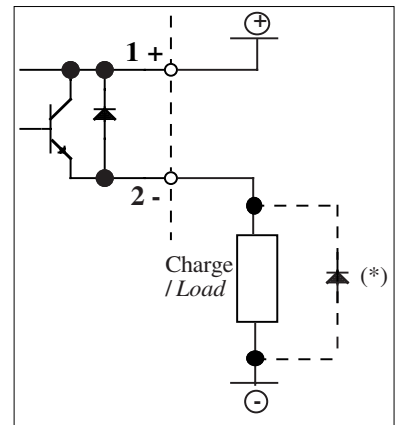 +
1 +
2 -
Charge
/ Load
(*)
-